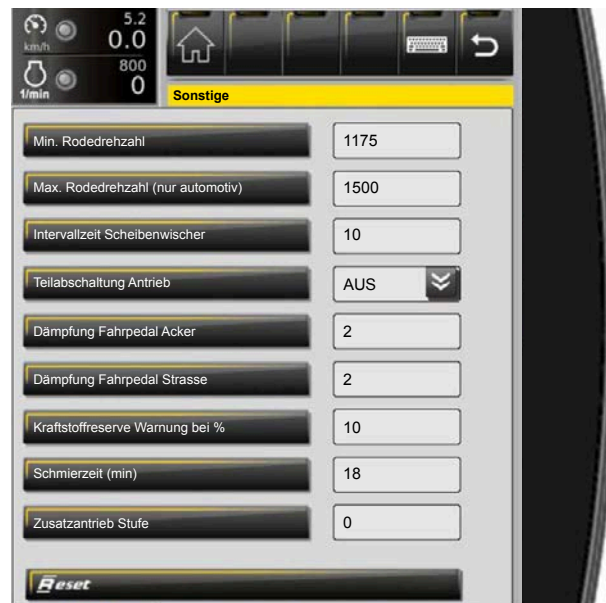 5.2
km/h
0.0
800
1/min
0
Sonstige
Min. Rodedrehzahl
1175
Max. Rodedrehzahl (nur automotiv)
1500
Intervallzeit Scheibenwischer
10
Teilabschaltung Antrieb
AUS
Dämpfung Fahrpedal Acker
2
Dämpfung Fahrpedal Strasse
2
Kraftstoffreserve Warnung bei %
10
Schmierzeit (min)
18
Zusatzantrieb Stufe
0
Reset